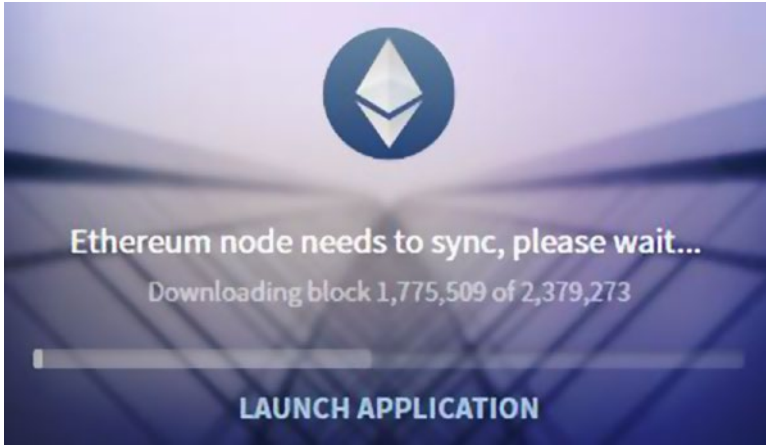 Ethereum node needs to sync, please wait...
Downloading block 1,775,509 of 2,379,273
LAUNCH APPLICATION